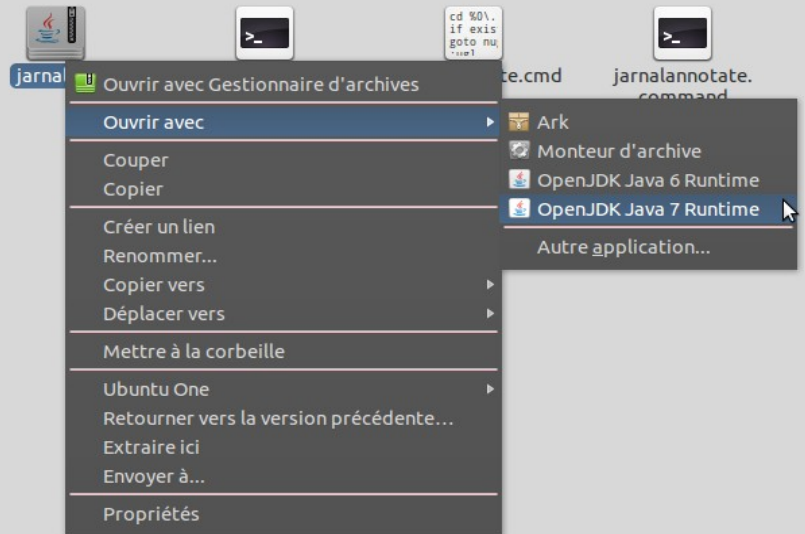 cd %0\.
if exis
goto nu
jarnal
te.cmd
jarnalannotate.
command
Ouvrir avec Gestionnaire d'archives
Ouvrir avec
Couper
Copier
Créer un lien
Renommer...
Copier vers
Déplacer vers
Mettre à la corbeille
Ubuntu One
Retourner vers la version précédente...
Extraire ici
Envoyer à...
Propriétés
Ark
Monteur d'archive
OpenJDK Java 6 Runtime
OpenJDK Java 7 Runtime
Autre application...